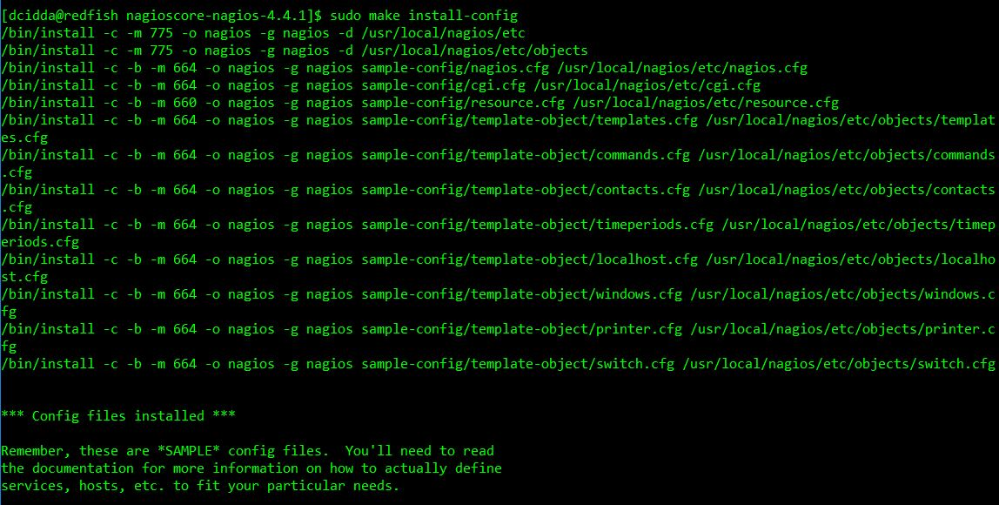 [dcidda@redfish nagioscore-nagios-4.4.1]$ sudo make install-config
/bin/install -c -m 775 -o nagios -g nagios -d /usr/local/nagios/etc
/bin/install -c -m 775 -o nagios -g nagios -d /usr/local/nagios/etc/objects
/bin/install -c -b -m 664 -o nagios -g nagios sample-config/nagios.cfg /usr/local/nagios/etc/nagios.cfg
/bin/install -c -b -m 664 -o nagios -g nagios sample-config/cgi.cfg /usr/local/nagios/etc/cgi.cfg
/bin/install -c -b -m 660 -o nagios -g nagios sample-config/resource.cfg /usr/local/nagios/etc/resource.cfg
/bin/install -c -b -m 664 -o nagios -g nagios sample-config/template-object/templates.cfg /usr/local/nagios/etc/objects/templat
es.cfg
/bin/install -c -b -m 664 -o nagios -g nagios sample-config/template-object/commands.cfg /usr/local/nagios/etc/objects/commands
.cfg
/bin/install -c -b -m 664 -o nagios -g nagios sample-config/template-object/contacts.cfg /usr/local/nagios/etc/objects/contacts
.cfg
/bin/install -c -b -m 664 -o nagios -g nagios sample-config/template-object/timeperiods.cfg /usr/local/nagios/etc/objects/timep
eriods.cfg
/bin/install -c -b -m 664 -o nagios -g nagios sample-config/template-object/localhost.cfg /usr/local/nagios/etc/objects/localho
st.cfg
/bin/install -c -b -m 664 -o nagios -g nagios sample-config/template-object/windows.cfg /usr/local/nagios/etc/objects/windows.c
fg
/bin/install -c -b -m 664 -o nagios -g nagios sample-config/template-object/printer.cfg /usr/local/nagios/etc/objects/printer.c
fg
/bin/install -c -b -m 664 -o nagios -g nagios sample-config/template-object/switch.cfg /usr/local/nagios/etc/objects/switch.cfg
*** Config files installed ***
Remember, these are *SAMPLE* config files.  You'll need to read
the documentation for more information on how to actually define
services, hosts, etc. to fit your particular needs.